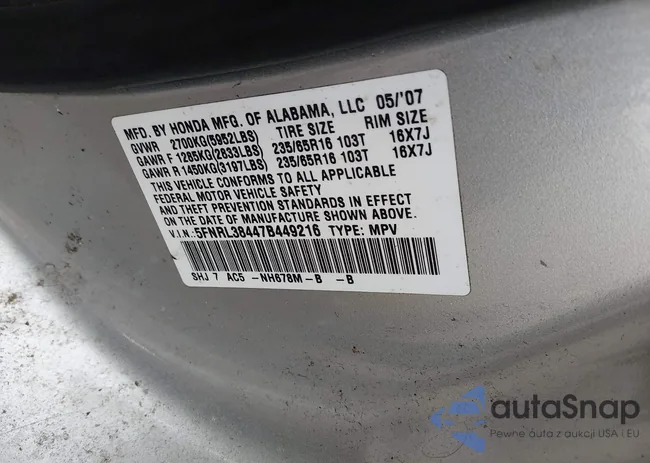 MFD. BY HONDA MFG. OF ALABAMA, LLC 05/'07
GVWR 2700KG(5952LBS) TIRE SIZE RIM SIZE
GAWR F 1285KG(2833LBS) 235/65R16 103T 16X7J
GAWR R 1450KG(3197LBS) 235/65R16 103T 16X7J
THIS VEHICLE CONFORMS TO ALL APPLICABLE
FEDERAL MOTOR VEHICLE SAFETY
AND THEFT PREVENTION STANDARDS IN EFFECT
ON THE DATE OF MANUFACTURE SHOWN ABOVE.
V.I.N.: 5FNRL38447B449216 TYPE: MPV
SHJ 7 AC5 -NH678M-B -B
autaSnap
Pewne auta z aukcji USA i EU